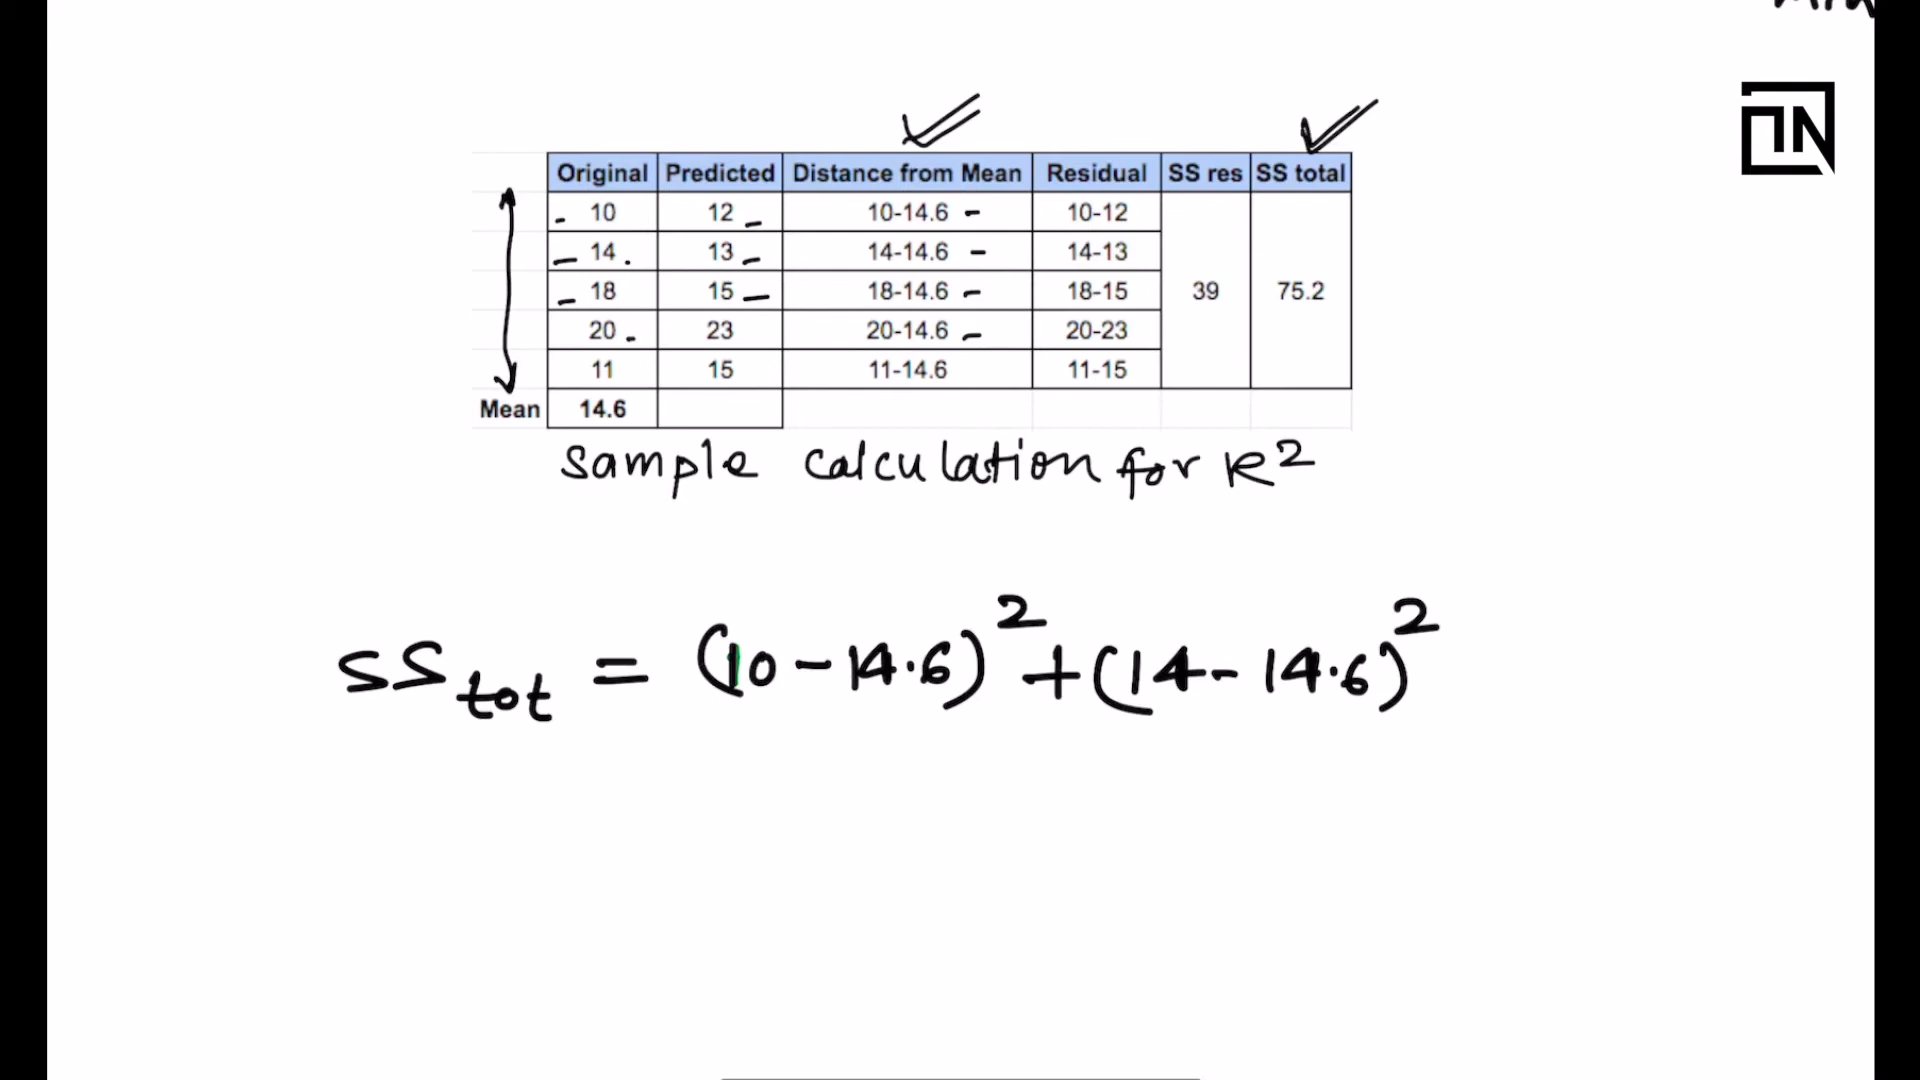 Original Predicted Distance from Mean Residual SS res SS total
10 12 10-14.6 10-12
14 13 14-14.6 14-13
18 15 18-14.6 18-15 39 75.2
20 23 20-14.6 20-23
11 15 11-14.6 11-15
Mean 14.6
sample calculation for R²
SS tot = (10-14.6)² + (14-14.6)²